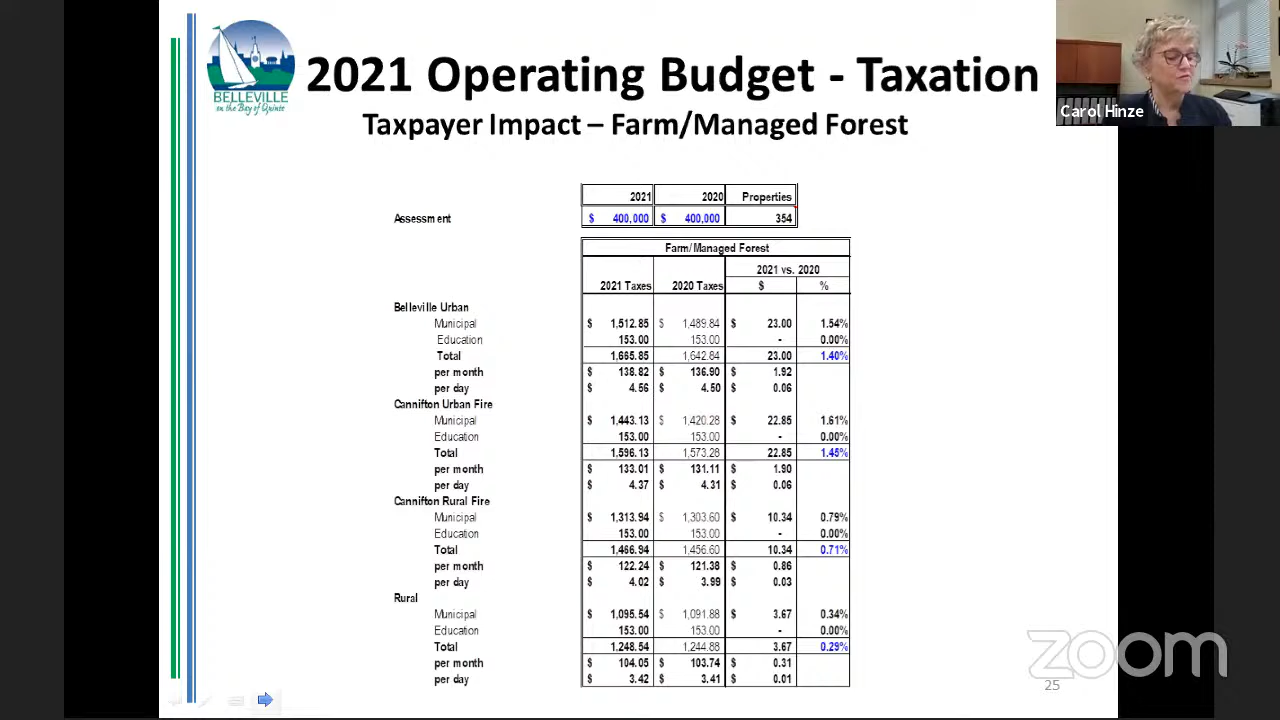 BELLEVILLE
on the Bay of Quinte
2021 Operating Budget - Taxation
Taxpayer Impact – Farm/Managed Forest
Carol Hinze
2021 2020 Properties
Assessment $ 400,000 $ 400,000 354
Farm/Managed Forest
2021 vs. 2020
2021 Taxes 2020 Taxes $ %
Belleville Urban
Municipal $ 1,512.85 $ 1,489.84 $ 23.00 1.54%
Education 153.00 153.00 - 0.00%
Total 1,665.85 1,642.84 23.00 1.40%
per month $ 138.82 $ 136.90 $ 1.92
per day $ 4.56 $ 4.50 $ 0.06
Cannifton Urban Fire
Municipal $ 1,443.13 $ 1,420.28 $ 22.85 1.61%
Education 153.00 153.00 - 0.00%
Total 1,596.13 1,573.28 22.85 1.45%
per month $ 133.01 $ 131.11 $ 1.90
per day $ 4.37 $ 4.31 $ 0.06
Cannifton Rural Fire
Municipal $ 1,313.94 $ 1,303.60 $ 10.34 0.79%
Education 153.00 153.00 - 0.00%
Total 1,466.94 1,456.60 10.34 0.71%
per month $ 122.24 $ 121.38 $ 0.86
per day $ 4.02 $ 3.99 $ 0.03
Rural
Municipal $ 1,095.54 $ 1,091.88 $ 3.67 0.34%
Education 153.00 153.00 - 0.00%
Total 1,248.54 1,244.88 3.67 0.29%
per month $ 104.05 $ 103.74 $ 0.31
per day $ 3.42 $ 3.41 $ 0.01
zoom
25